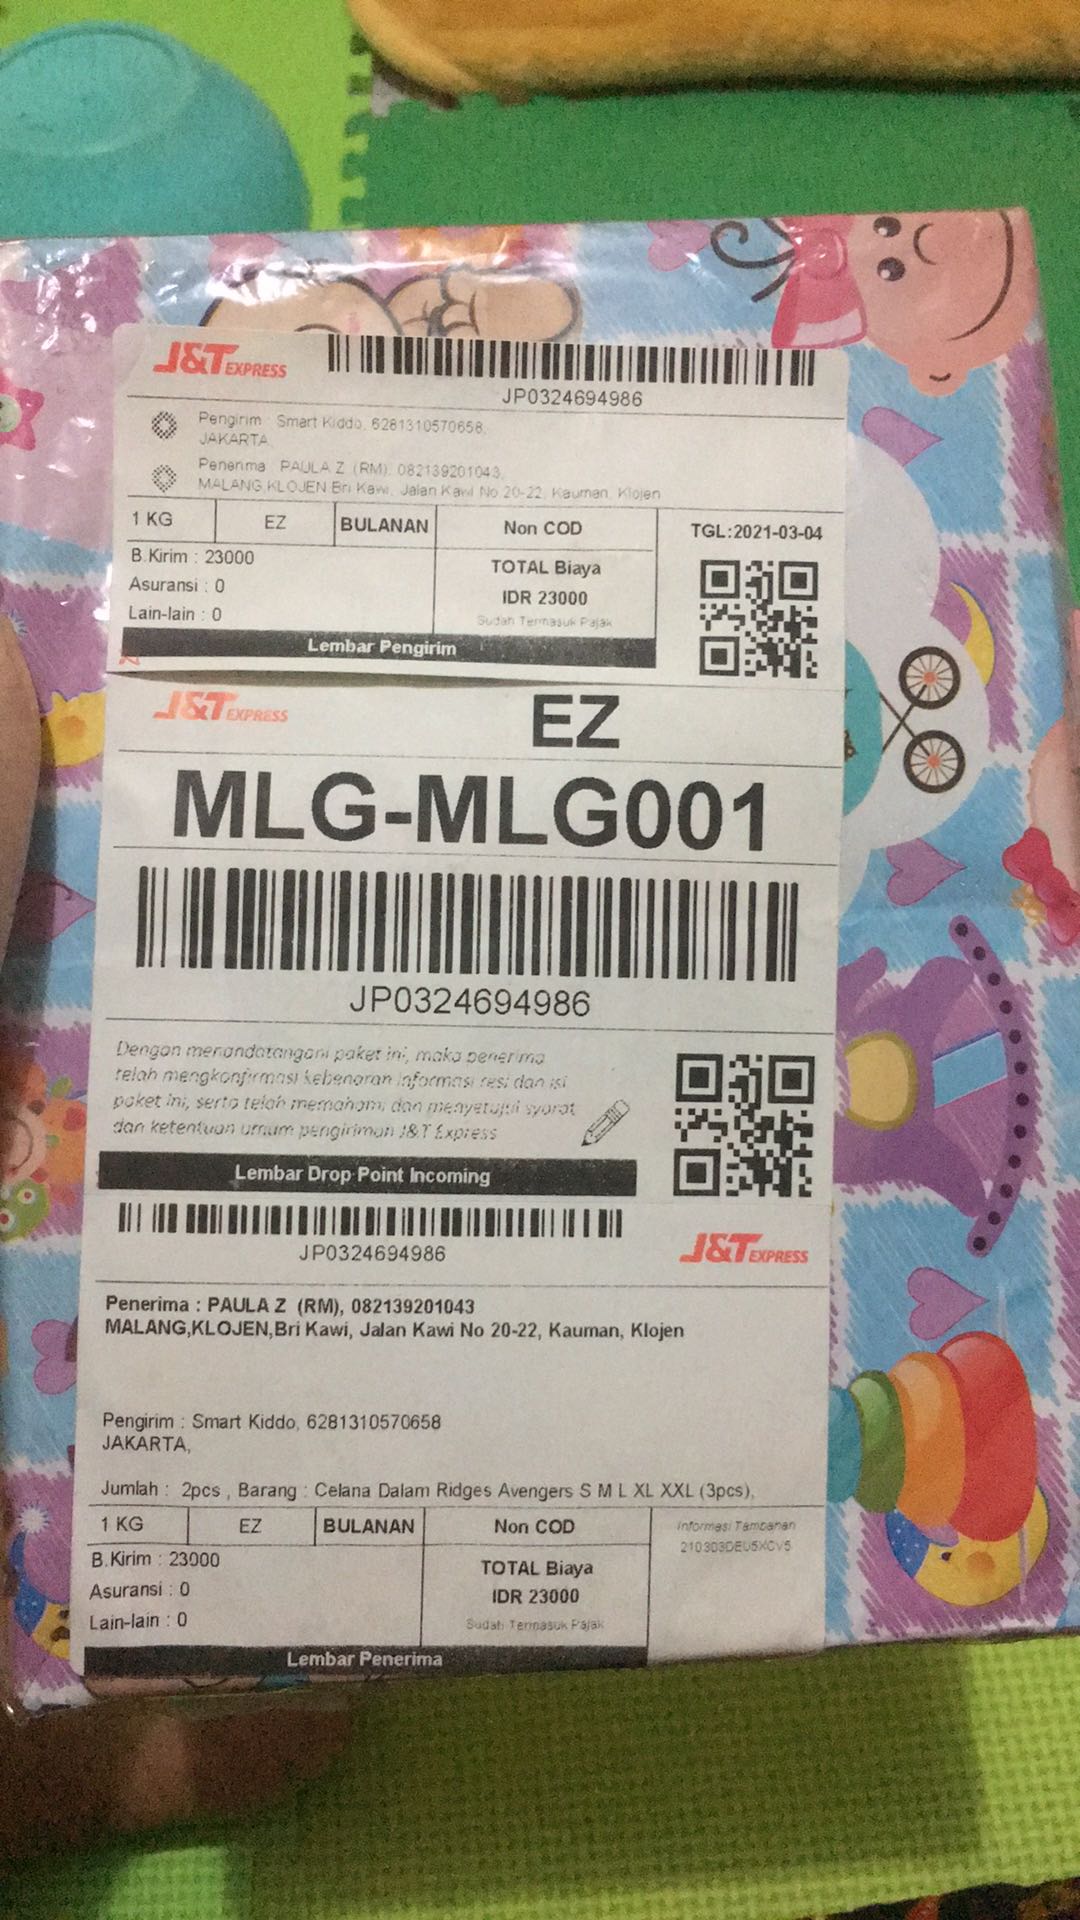 J&T EXPRESS
JP0324694986
Pengirim : Smart Kiddo, 6281310570658,
JAKARTA,
Penerima : PAULA Z (RM), 082139201043,
MALANG,KLOJEN,Bri Kawi, Jalan Kawi No 20-22, Kauman, Klojen
1 KG EZ BULANAN Non COD TGL:2021-03-04
B.Kirim : 23000
Asuransi : 0
Lain-lain : 0
TOTAL Biaya
IDR 23000
Sudah Termasuk Pajak
Lembar Pengirim
J&T EXPRESS EZ
MLG-MLG001
JP0324694986
Dengan menandatangani paket ini, maka penerima
telah mengkonfirmasi kebenaran informasi resi dan isi
paket ini, serta telah memahami dan menyetujui syarat
dan ketentuan umum pengiriman J&T Express
Lembar Drop Point Incoming
JP0324694986
J&T EXPRESS
Penerima : PAULA Z (RM), 082139201043
MALANG,KLOJEN,Bri Kawi, Jalan Kawi No 20-22, Kauman, Klojen
Pengirim : Smart Kiddo, 6281310570658
JAKARTA,
Jumlah : 2pcs , Barang : Celana Dalam Ridges Avengers S M L XL XXL (3pcs),
1 KG EZ BULANAN Non COD
B.Kirim : 23000
Asuransi : 0
Lain-lain : 0
TOTAL Biaya
IDR 23000
Sudah Termasuk Pajak
Informasi Tambahan
Lembar Penerima